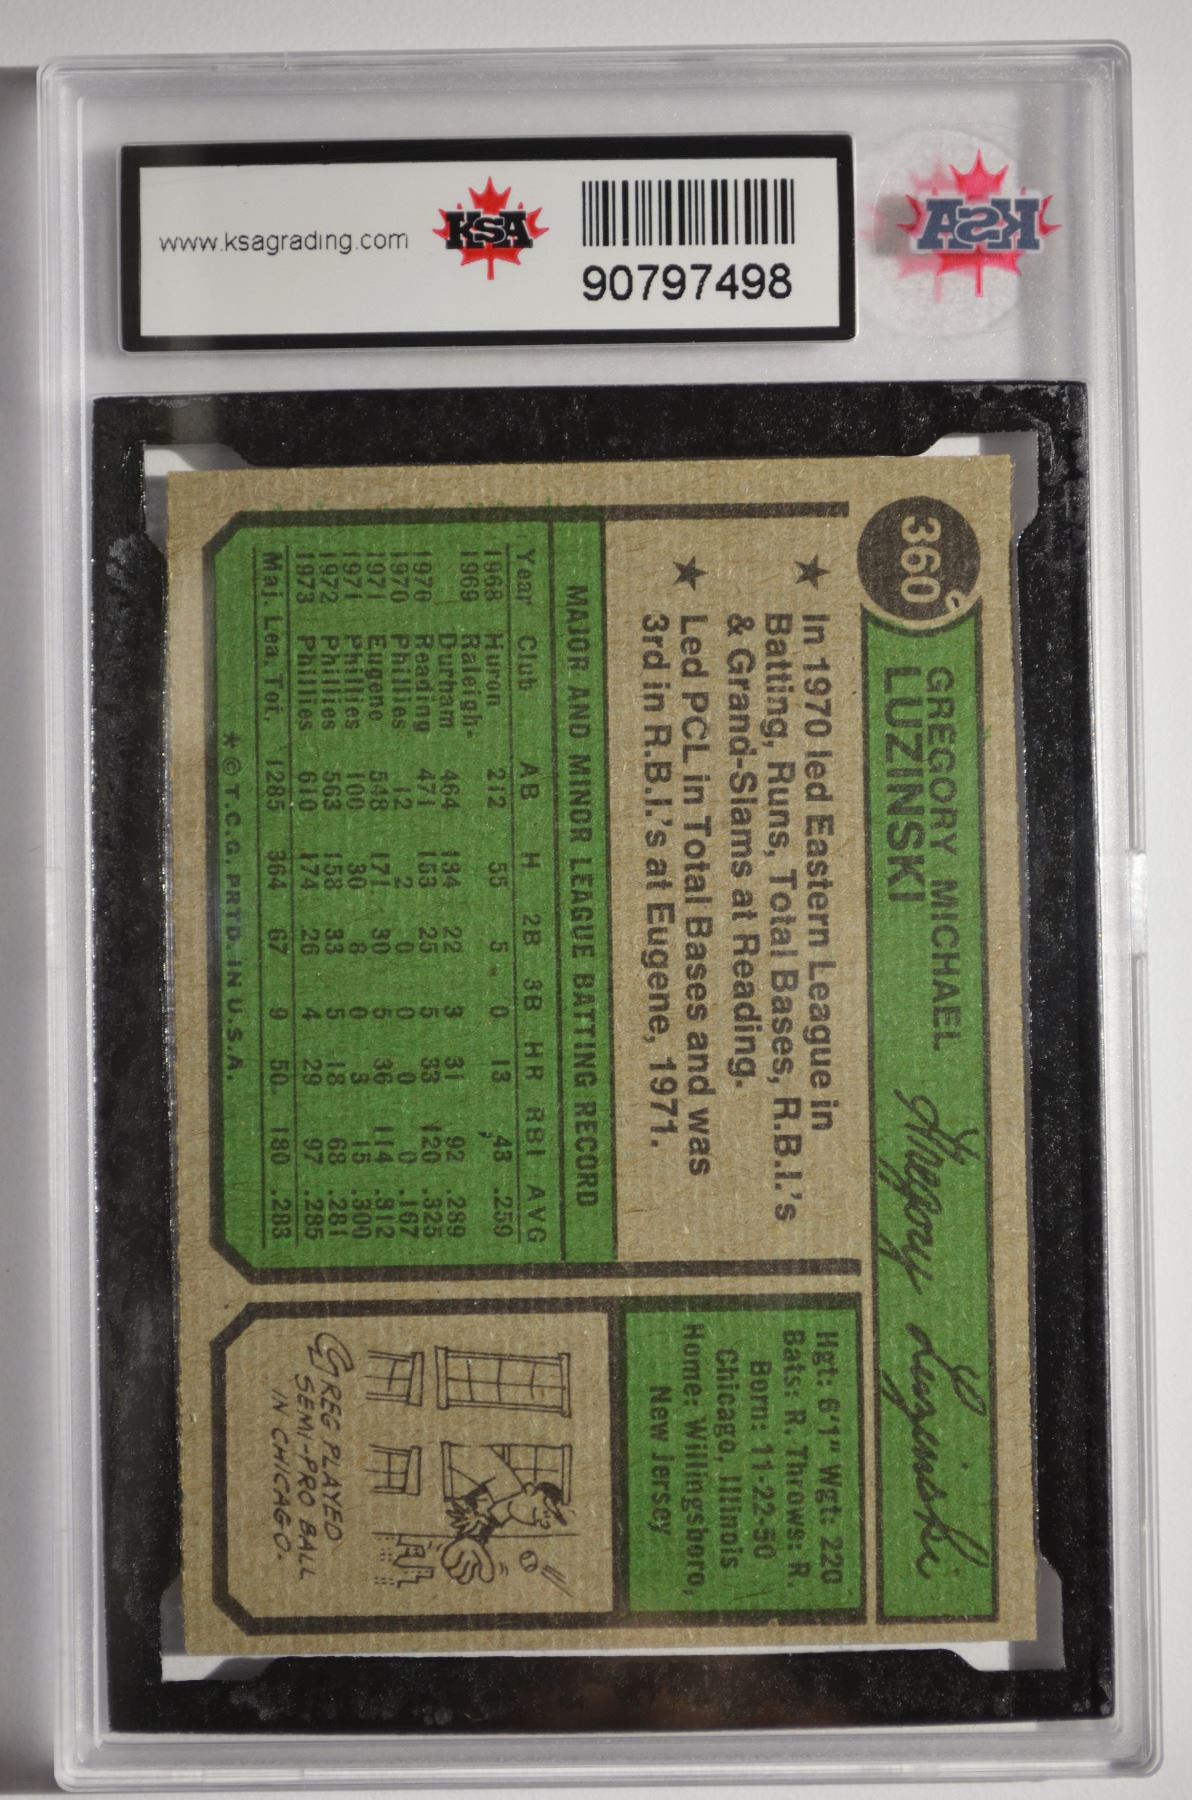 www.ksagrading.com
KSA
90797498
KSA
360
GREGORY MICHAEL
LUZINSKI
Gregory Luzinski
★ In 1970 led Eastern League in
Batting, Runs, Total Bases, R.B.I.'s
& Grand-Slams at Reading.
★ Led PCL in Total Bases and was
3rd in R.B.I.'s at Eugene, 1971.
Hgt: 6'1" Wgt: 220
Bats: R. Throws: R.
Born: 11-22-50
Chicago, Illinois
Home: Willingsboro,
New Jersey
MAJOR AND MINOR LEAGUE BATTING RECORD
Year Club AB H 2B 3B HR RBI AVG
1968 Huron 212 55 5 0 13 43 .259
1969 Raleigh-
Durham 464 134 22 3 31 92 .289
1970 Reading 471 153 25 5 33 120 .325
1970 Phillies 12 2 0 0 0 0 .167
1971 Eugene 548 171 30 5 36 114 .312
1971 Phillies 100 30 8 0 3 15 .300
1972 Phillies 563 158 33 5 18 68 .281
1973 Phillies 610 174 26 4 29 97 .285
Maj. Lea. Tot. 1285 364 67 9 50 180 .283
★ © T.C.G. PRTD. IN U.S.A.
GREG PLAYED
SEMI-PRO BALL
IN CHICAGO.